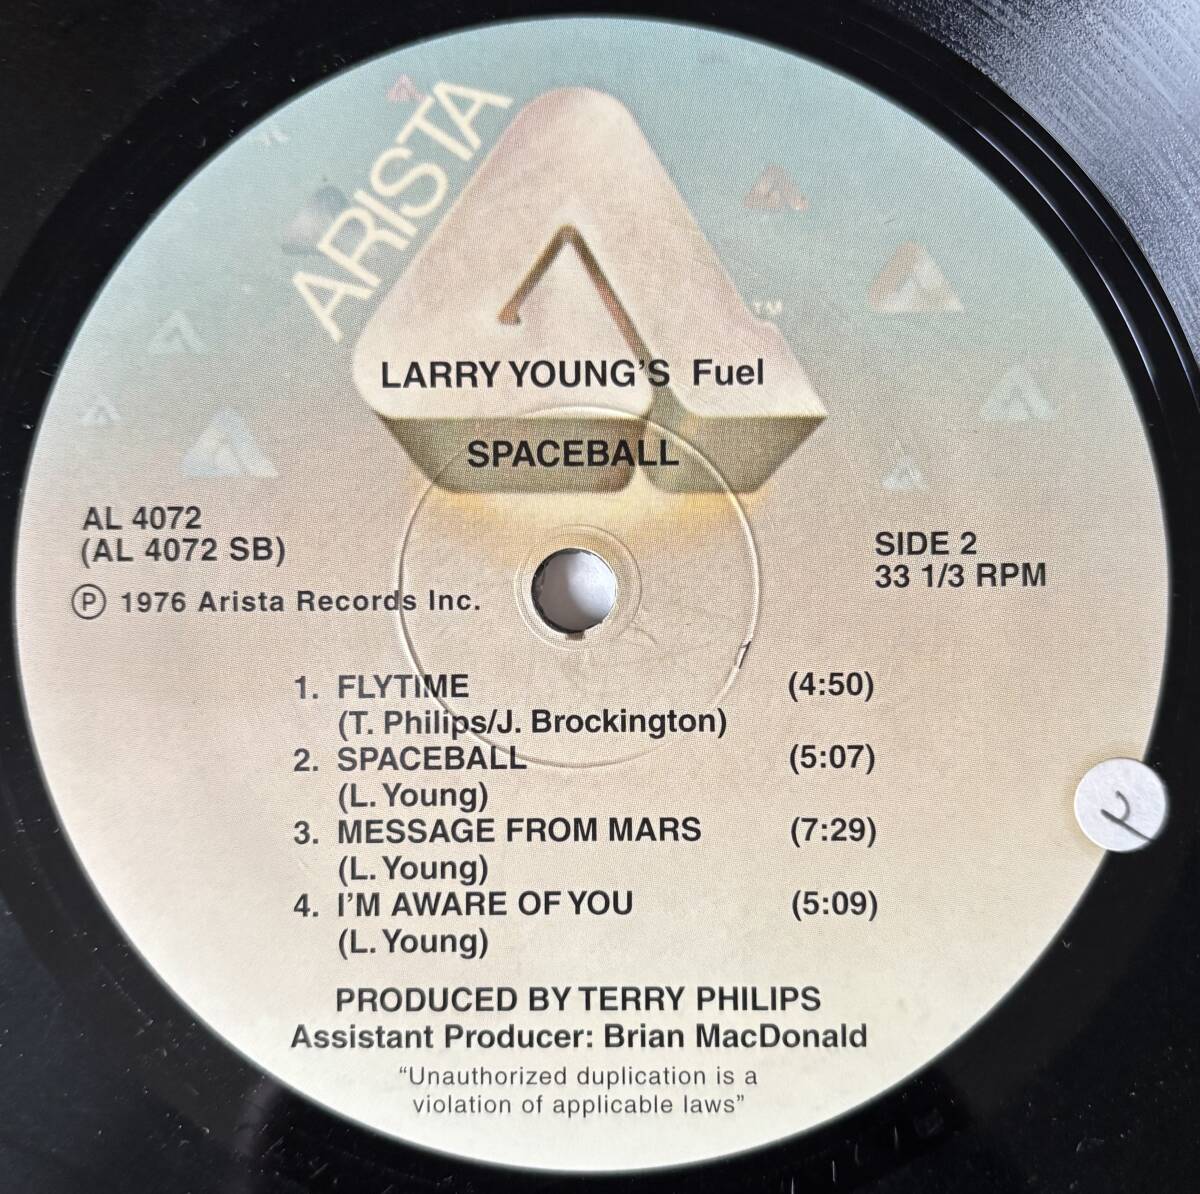 ARISTA
TM
LARRY YOUNG'S Fuel
SPACEBALL
AL 4072
(AL 4072 SB)
Ⓟ 1976 Arista Records Inc.
SIDE 2
33 1/3 RPM
1. FLYTIME (4:50)
(T. Philips/J. Brockington)
2. SPACEBALL (5:07)
(L. Young)
3. MESSAGE FROM MARS (7:29)
(L. Young)
4. I'M AWARE OF YOU (5:09)
(L. Young)
PRODUCED BY TERRY PHILIPS
Assistant Producer: Brian MacDonald
“Unauthorized duplication is a
violation of applicable laws”